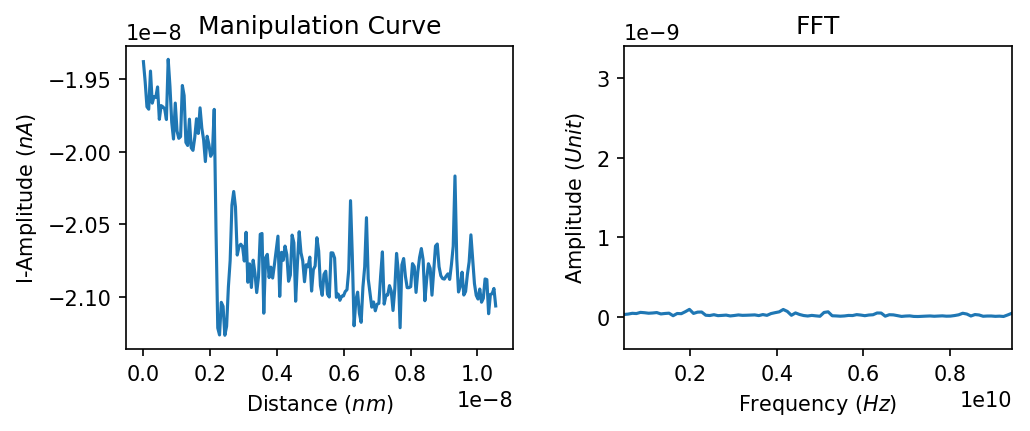 Manipulation Curve
1e−8
−1.95
−2.00
−2.05
−2.10
I-Amplitude (nA)
0.0 0.2 0.4 0.6 0.8 1.0
1e−8
Distance (nm)
FFT
1e−9
3
2
1
0
Amplitude (Unit)
0.2 0.4 0.6 0.8
1e10
Frequency (Hz)